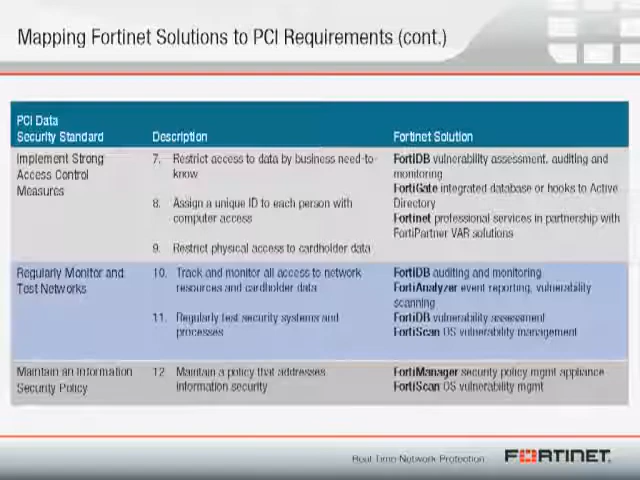 Mapping Fortinet Solutions to PCI Requirements (cont.)
PCI Data
Security Standard
Description
Fortinet Solution
Implement Strong
Access Control
Measures
7. Restrict access to data by business need-to-
know
8. Assign a unique ID to each person with
computer access
9. Restrict physical access to cardholder data
FortiDB vulnerability assessment, auditing and
monitoring
FortiGate integrated database or hooks to Active
Directory
Fortinet professional services in partnership with
FortiPartner VAR solutions
Regularly Monitor and
Test Networks
10. Track and monitor all access to network
resources and cardholder data
11. Regularly test security systems and
processes
FortiDB auditing and monitoring
FortiAnalyzer event reporting, vulnerability
scanning
FortiDB vulnerability assessment
FortiScan OS vulnerability management
Maintain an Information
Security Policy
12 Maintain a policy that addresses
information security
FortiManager security policy mgmt appliance
FortiScan OS vulnerability mgmt
Real Time Network Protection
FORTINET